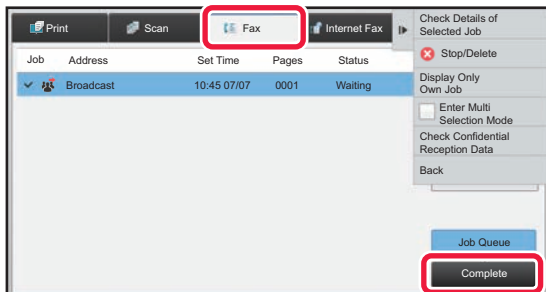 Print
Scan
Fax
Internet Fax
Job
Address
Set Time
Pages
Status
Broadcast
10:45 07/07
0001
Waiting
Check Details of
Selected Job
Stop/Delete
Display Only
Own Job
Enter Multi
Selection Mode
Check Confidential
Reception Data
Back
Job Queue
Complete